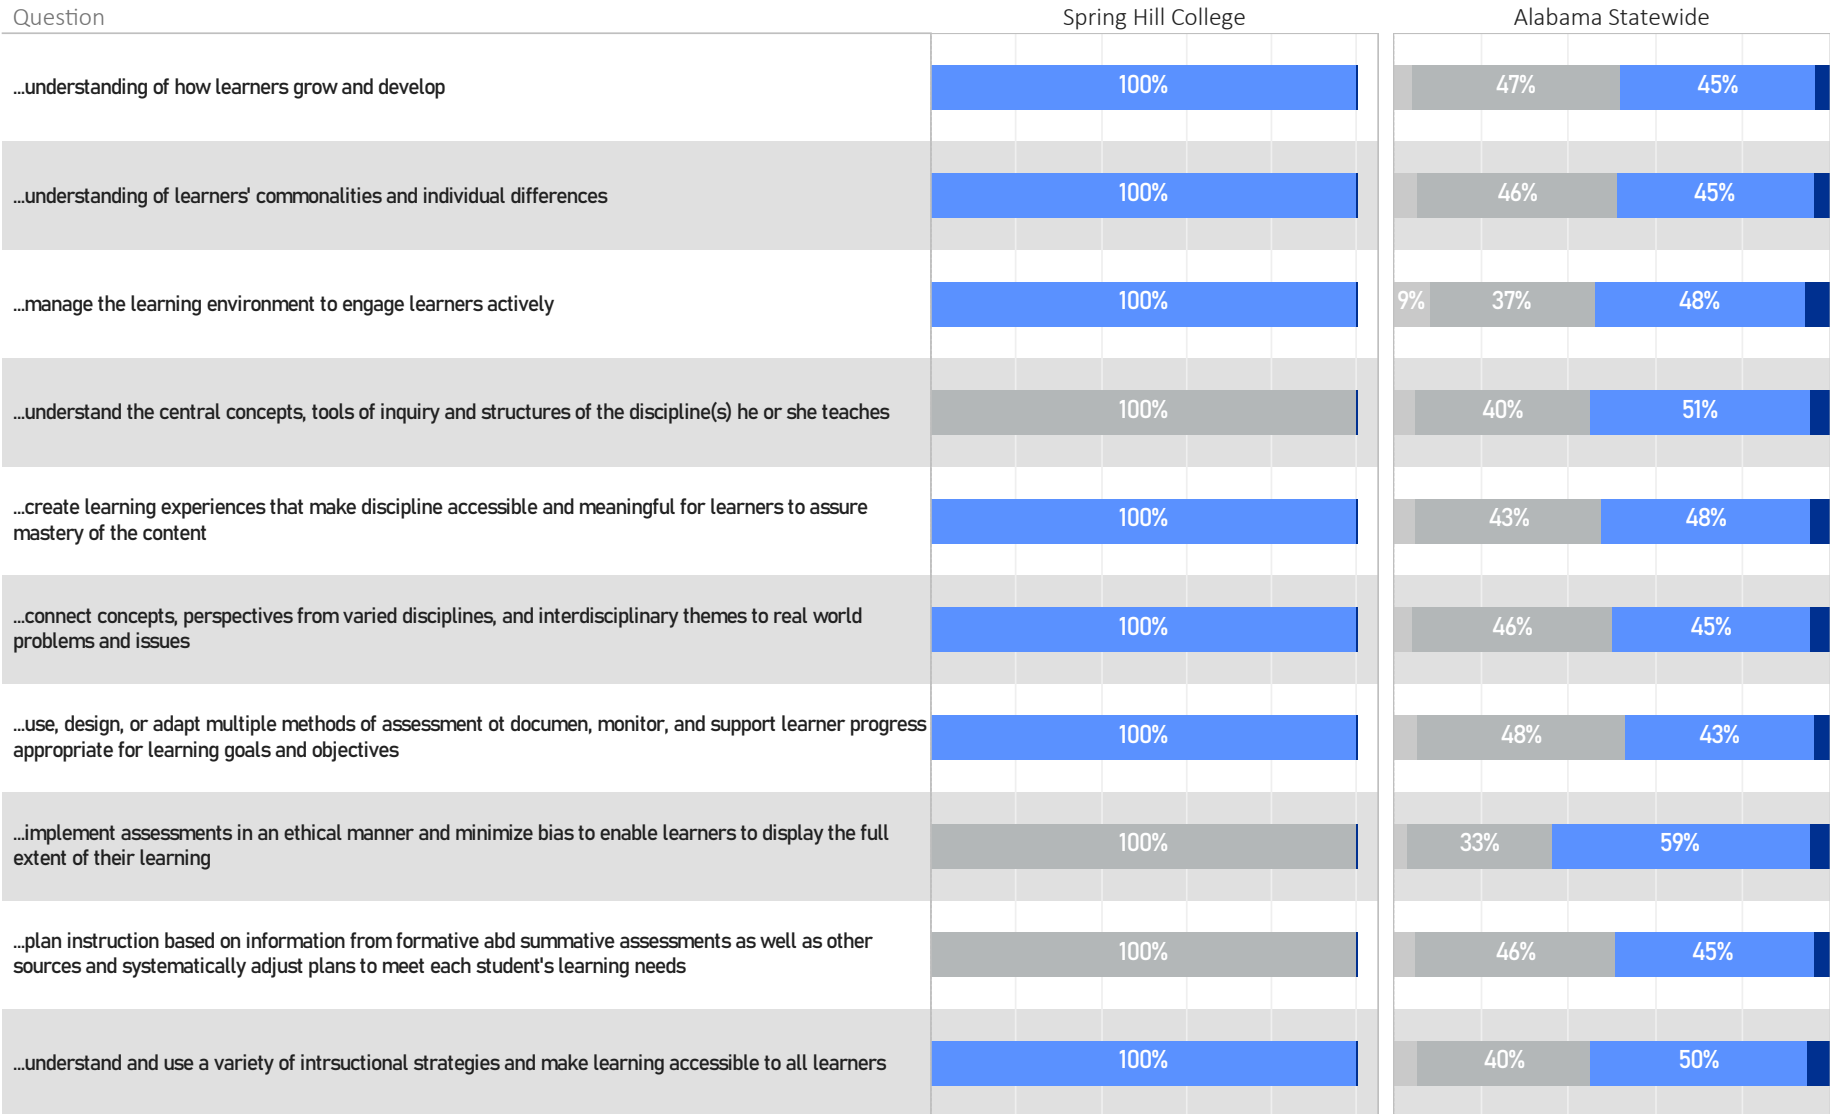 Question Spring Hill College Alabama Statewide
...understanding of how learners grow and develop 100% 47% 45%
...understanding of learners' commonalities and individual differences 100% 46% 45%
...manage the learning environment to engage learners actively 100% 9% 37% 48%
...understand the central concepts, tools of inquiry and structures of the discipline(s) he or she teaches 100% 40% 51%
...create learning experiences that make discipline accessible and meaningful for learners to assure
mastery of the content
100% 43% 48%
...connect concepts, perspectives from varied disciplines, and interdisciplinary themes to real world
problems and issues
100% 46% 45%
...use, design, or adapt multiple methods of assessment ot documen, monitor, and support learner progress
appropriate for learning goals and objectives
100% 48% 43%
...implement assessments in an ethical manner and minimize bias to enable learners to display the full
extent of their learning
100% 33% 59%
...plan instruction based on information from formative abd summative assessments as well as other
sources and systematically adjust plans to meet each student's learning needs
100% 46% 45%
...understand and use a variety of intrsuctional strategies and make learning accessible to all learners 100% 40% 50%